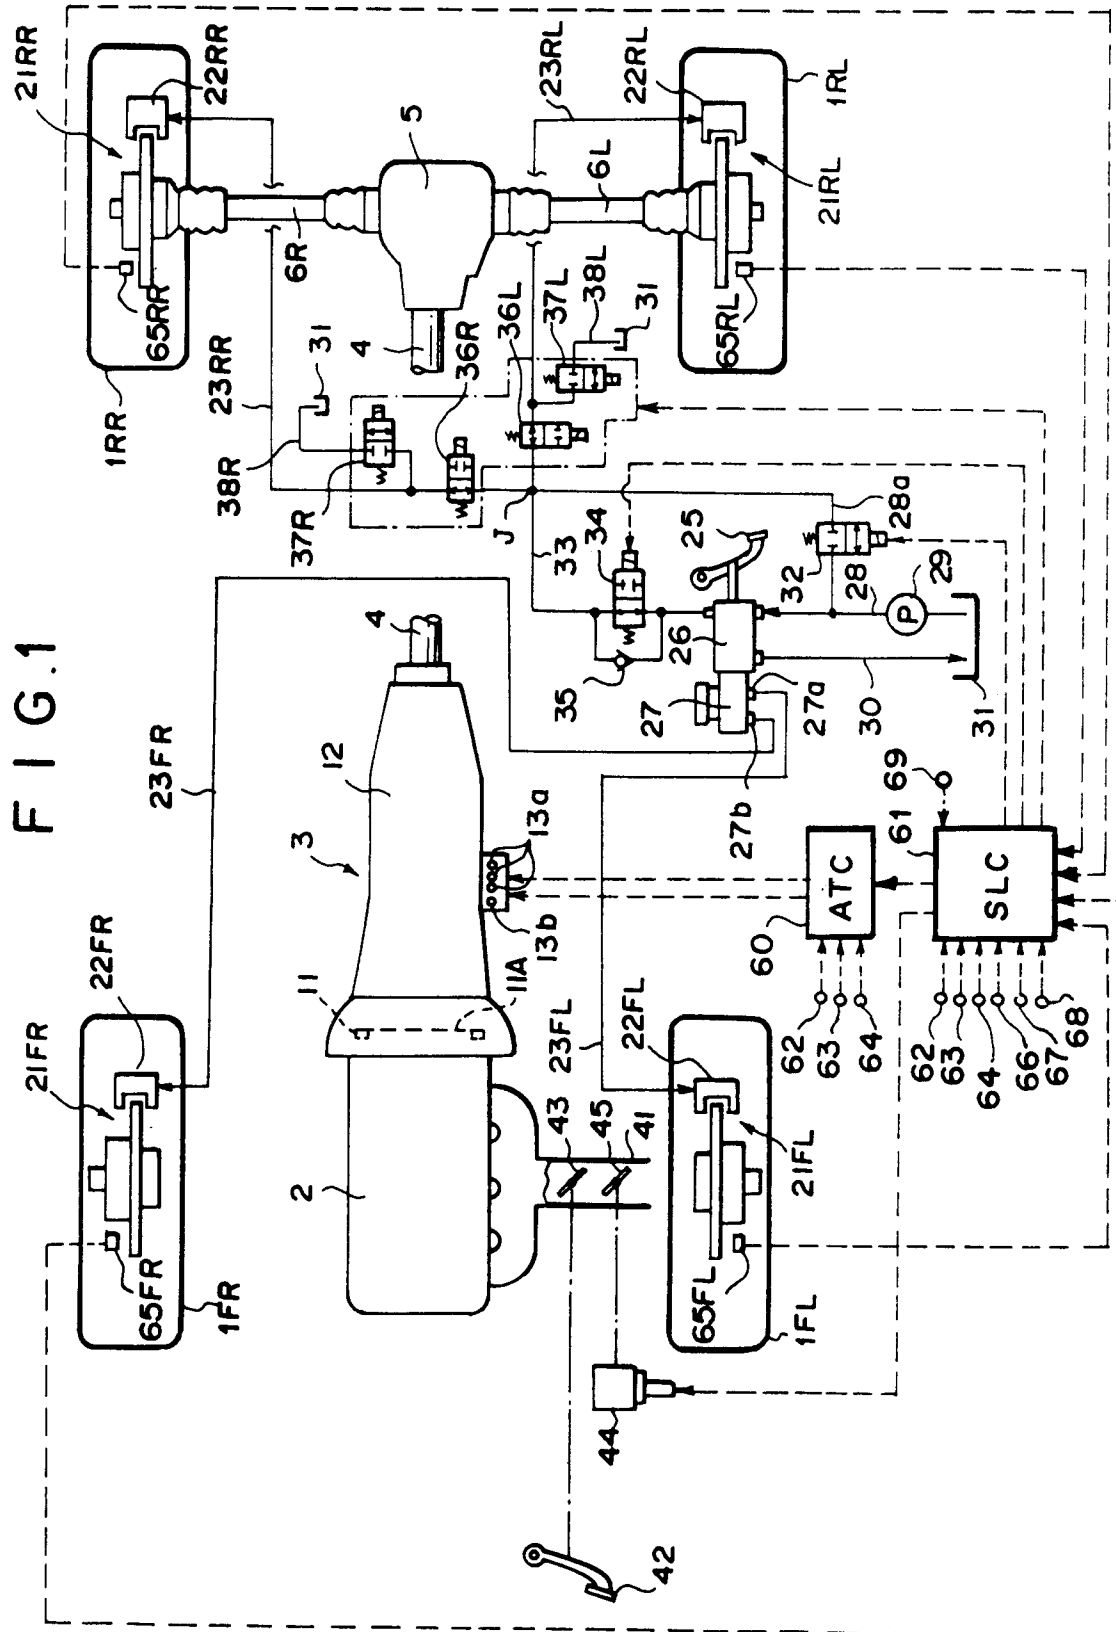 FIG.1
21RR
22RR
65RR
1RR
23RR
38R
31
37R
36R
6R
5
4
23RL
22RL
1RL
6L
21RL
65RL
36L
37L
38L
31
J
33
34
35
25
26
27
27a
27b
28a
28
29
P
32
30
31
23FR
12
4
3
13a
13b
11
11A
22FR
21FR
65FR
1FR
2
43
45
41
23FL
22FL
21FL
65FL
1FL
44
42
69
61
SLC
60
ATC
62
63
64
62
63
64
66
67
68